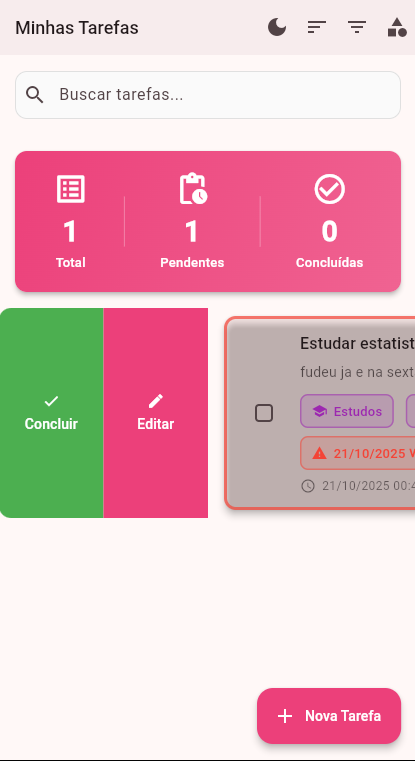 Minhas Tarefas
Buscar tarefas...
1 1 0
Total Pendentes Concluídas
Estudar estatist
fudeu ja e na sext
Concluir Editar
Estudos
21/10/2025 V
21/10/2025 00:4
Nova Tarefa